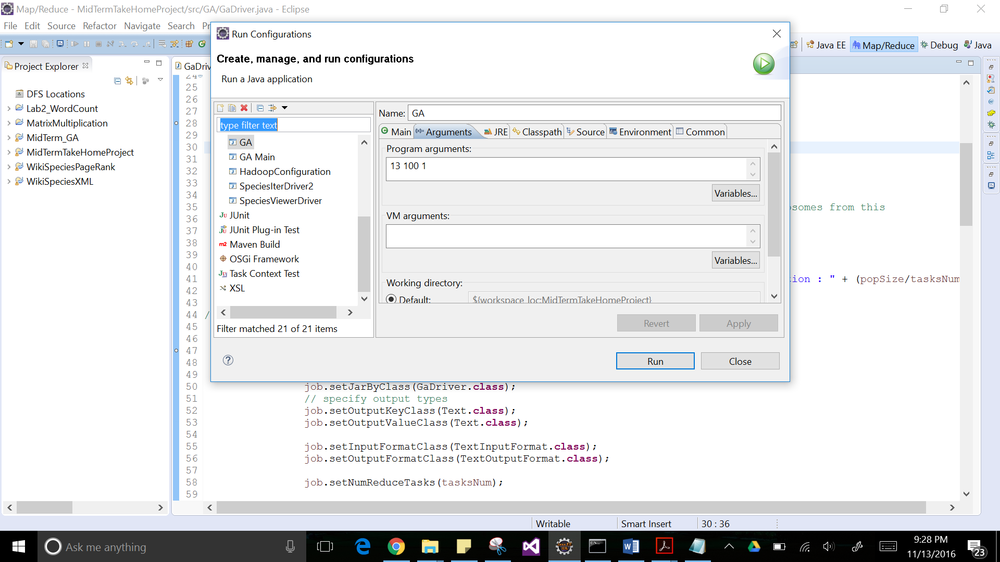 Map/Reduce - MidTermTakeHomeProject/src/GA/GaDriver.java - Eclipse
File Edit Source Refactor Navigate Search Pr
Java EE Map/Reduce Debug Java
Project Explorer
DFS Locations
Lab2_WordCount
MatrixMultiplication
MidTerm_GA
MidTermTakeHomeProject
WikiSpeciesPageRank
WikiSpeciesXML
GaDriv
Run Configurations
Create, manage, and run configurations
Run a Java application
type filter text
GA
GA Main
HadoopConfiguration
SpeciesIterDriver2
SpeciesViewerDriver
JUnit
JUnit Plug-in Test
Maven Build
OSGi Framework
Task Context Test
XSL
Filter matched 21 of 21 items
Name: GA
Main Arguments JRE Classpath Source Environment Common
Program arguments:
13 100 1
Variables...
VM arguments:
Variables...
Working directory:
Default: ${workspace_loc:MidTermTakeHomeProject}
Revert Apply
Run Close
24
25
26
27
28
29
30
31
32
33
34
35 somes from this
36
37
38
39
40
41 ion : " + (popSize/tasksNum
42
43
44 /
45
46
47
48
49
50 job.setJarByClass(GaDriver.class);
51 // specify output types
52 job.setOutputKeyClass(Text.class);
53 job.setOutputValueClass(Text.class);
54
55 job.setInputFormatClass(TextInputFormat.class);
56 job.setOutputFormatClass(TextOutputFormat.class);
57
58 job.setNumReduceTasks(tasksNum);
59
Writable Smart Insert 30 : 36
Ask me anything
9:28 PM
11/13/2016
23